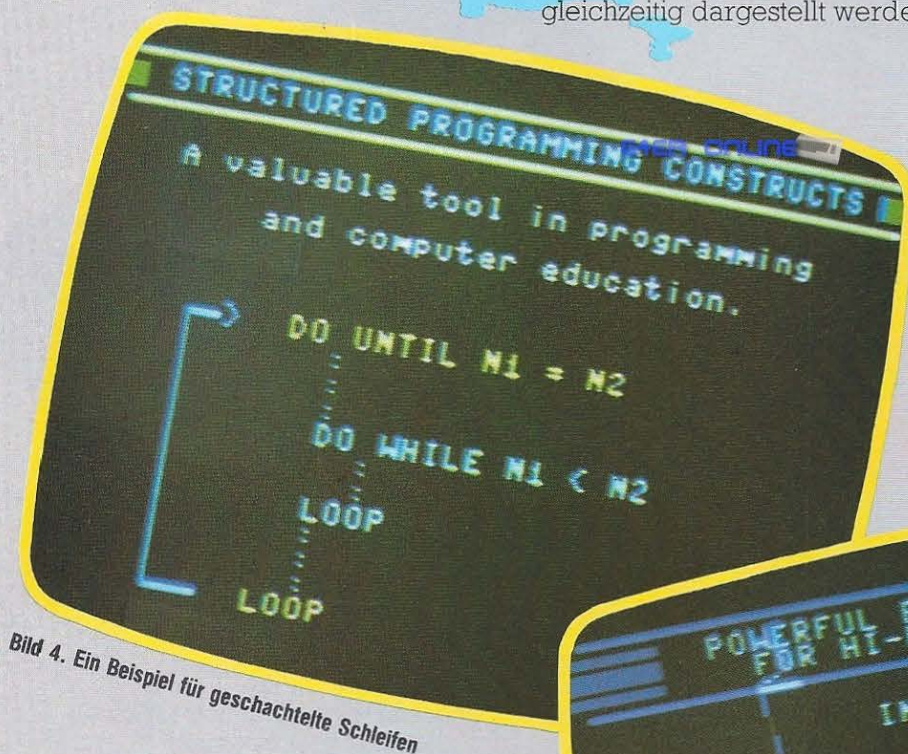 gleichzeitig dargestellt werde
STRUCTURED PROGRAMMING CONSTRUCTS
A valuable tool in programming
and computer education.
DO UNTIL N1 = N2
DO WHILE N1 < N2
LOOP
LOOP
Bild 4. Ein Beispiel für geschachtelte Schleifen
POWERFUL
FOR HI-